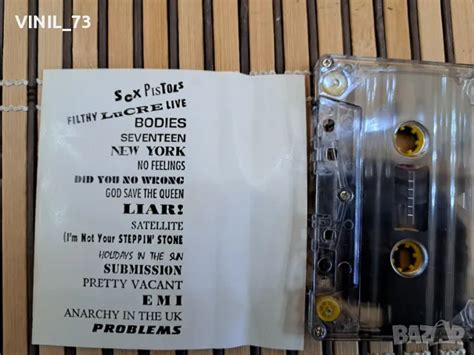 VINIL_73
SEX PISTOLS
FILTHY LUCRE LIVE
BODIES
SEVENTEEN
NEW YORK
NO FEELINGS
DID YOU NO WRONG
GOD SAVE THE QUEEN
LIAR!
SATELLITE
(I'm Not Your STEPPIN' STONE
HOLIDAYS IN THE SUN
SUBMISSION
PRETTY VACANT
E M I
ANARCHY IN THE UK
PROBLEMS
BAZAR